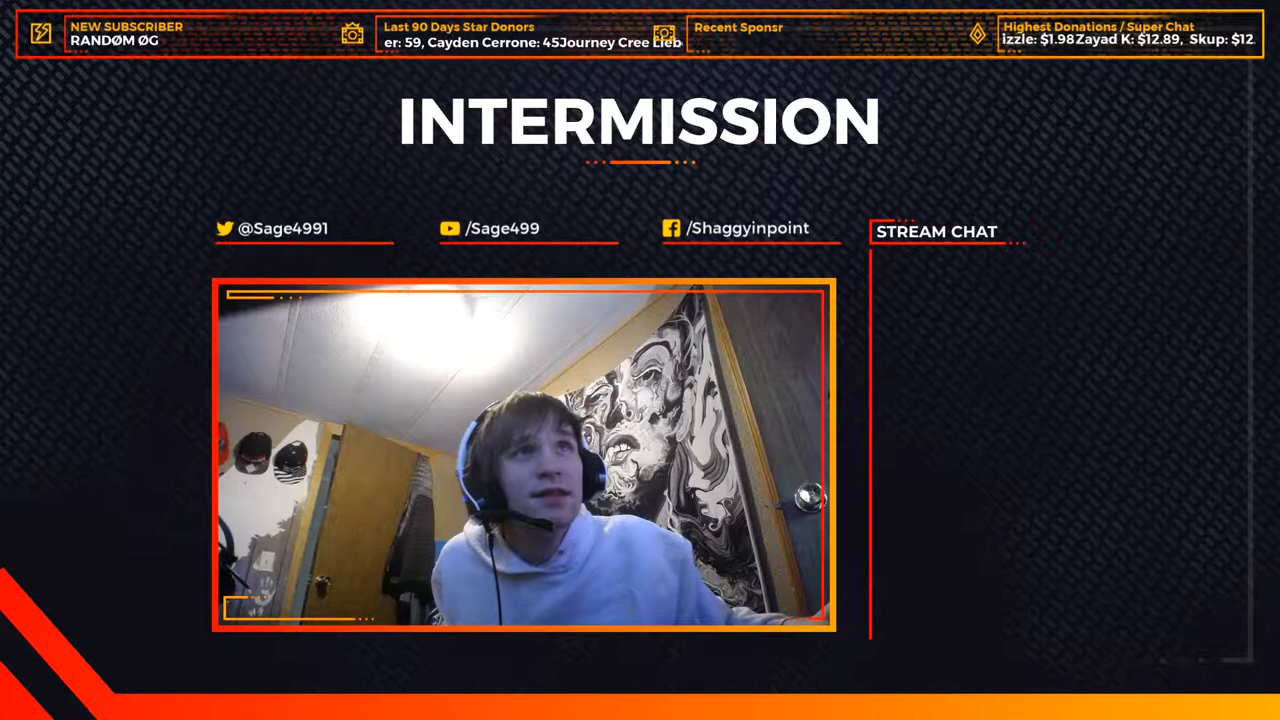 NEW SUBSCRIBER
RANDØM ØG
Last 90 Days Star Donors
er: 59, Cayden Cerrone: 45Journey Cree Lieb
Recent Sponsr
Highest Donations / Super Chat
izzle: $1.98Zayad K: $12.89, Skup: $12
INTERMISSION
@Sage4991
/Sage499
/Shaggyinpoint
STREAM CHAT